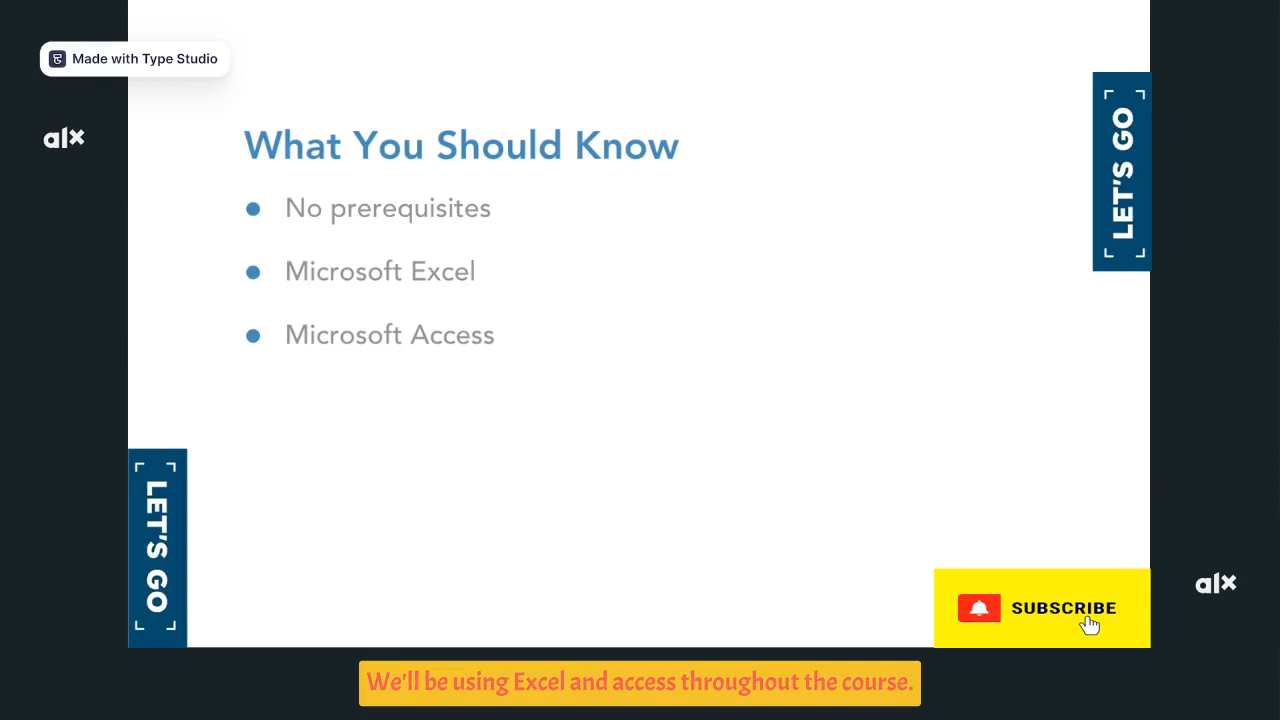 Made with Type Studio
alx
What You Should Know
No prerequisites
Microsoft Excel
Microsoft Access
LET'S GO
LET'S GO
SUBSCRIBE
alx
We'll be using Excel and access throughout the course.